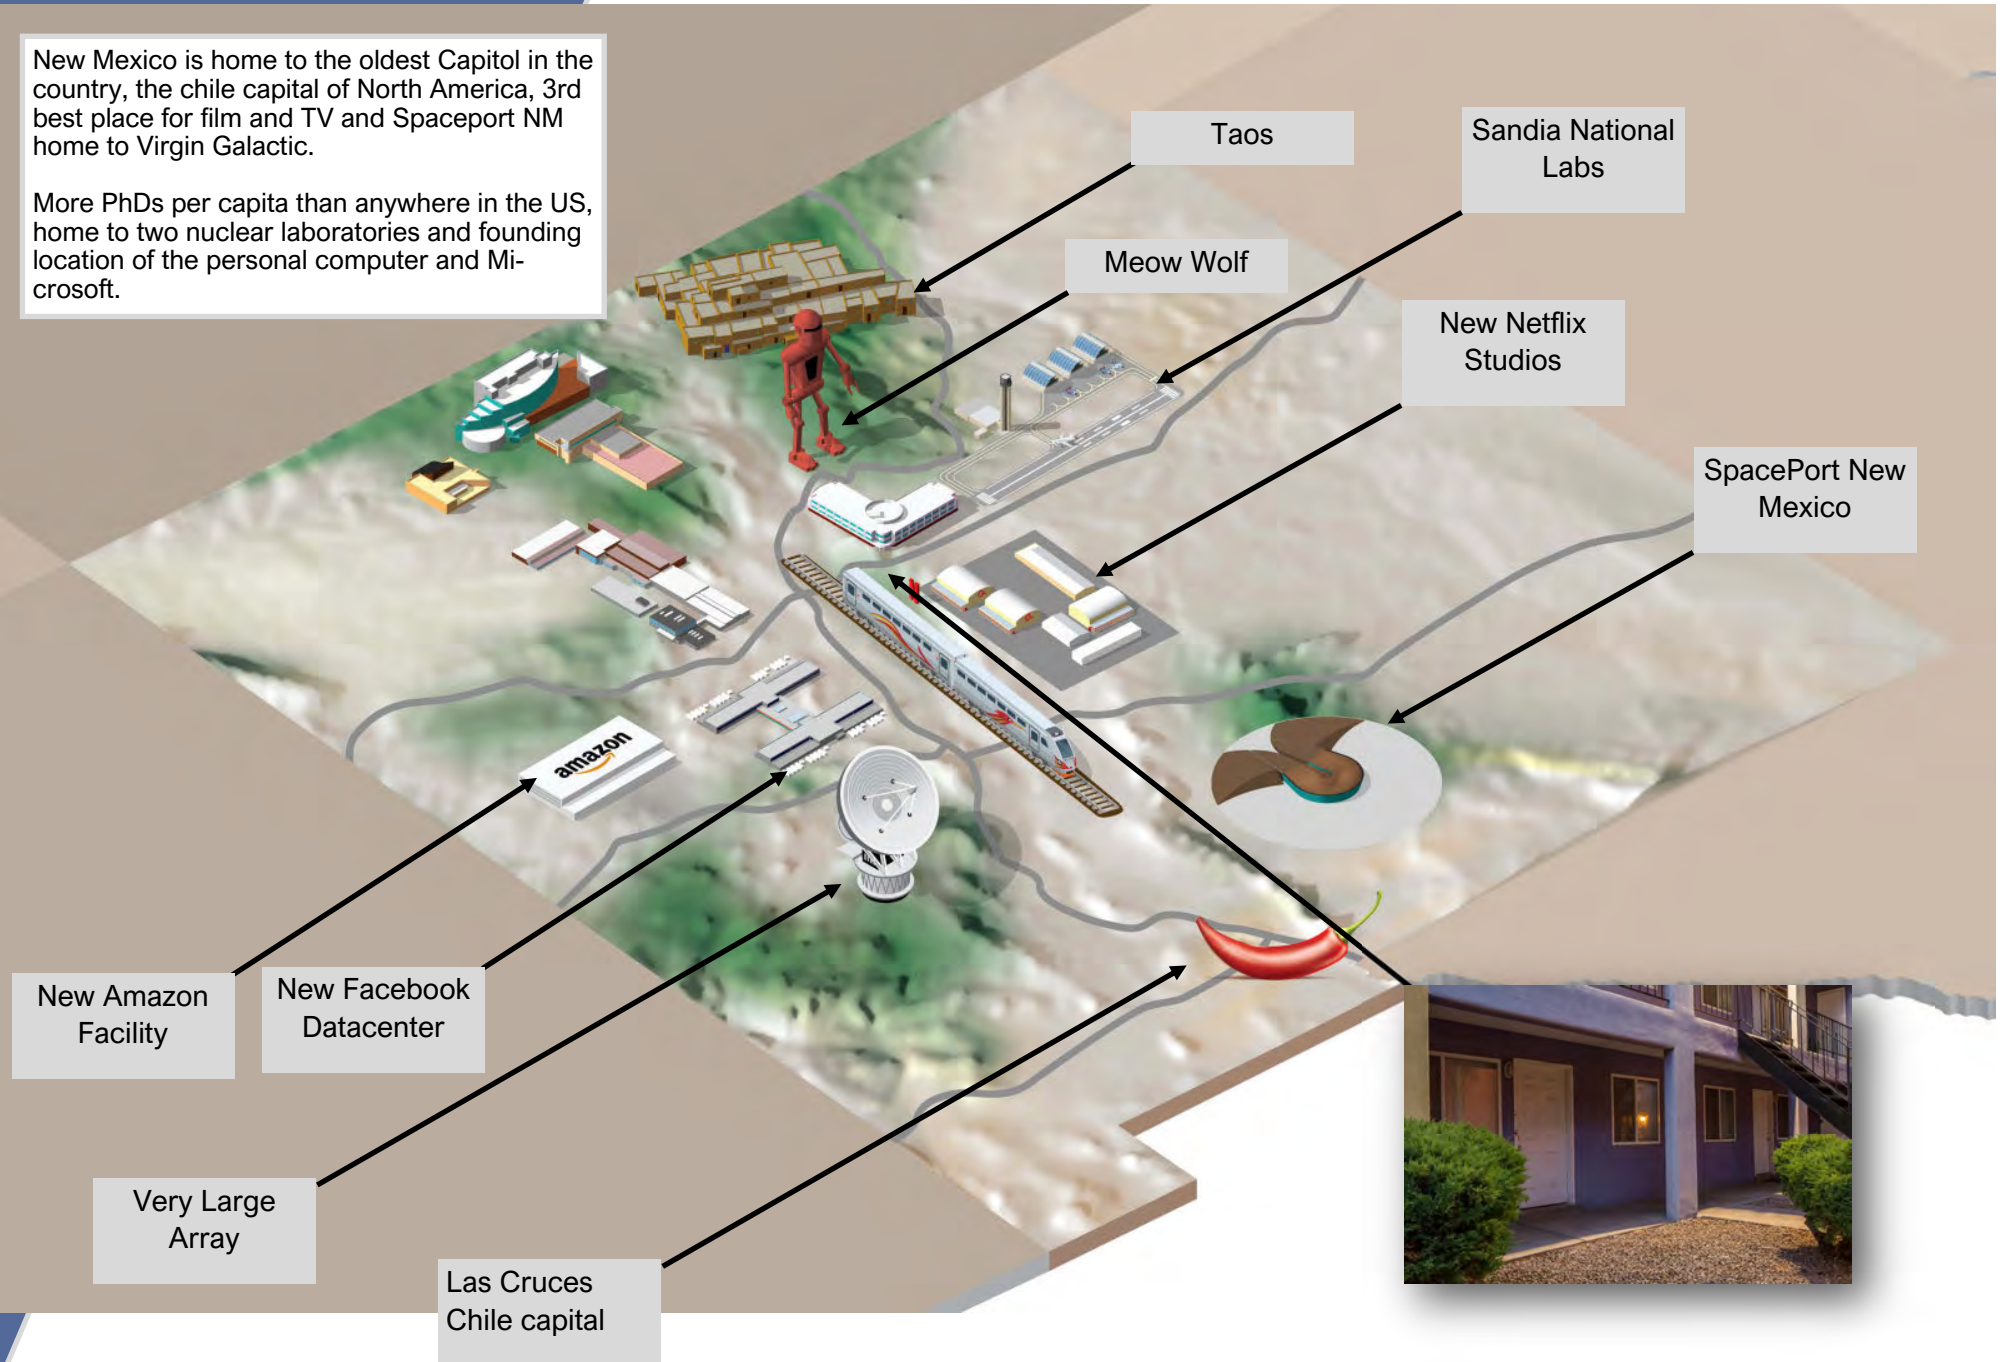 New Mexico is home to the oldest Capitol in the
country, the chile capital of North America, 3rd
best place for film and TV and Spaceport NM
home to Virgin Galactic.
More PhDs per capita than anywhere in the US,
home to two nuclear laboratories and founding
location of the personal computer and Mi-
crosoft.
Taos
Sandia National
Labs
Meow Wolf
New Netflix
Studios
SpacePort New
Mexico
amazon
New Amazon
Facility
New Facebook
Datacenter
Very Large
Array
Las Cruces
Chile capital